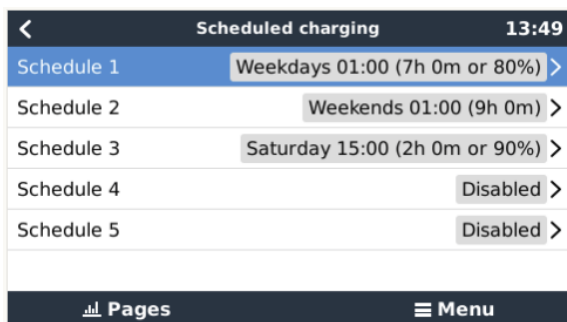 Scheduled charging 13:49
Schedule 1 Weekdays 01:00 (7h 0m or 80%)
Schedule 2 Weekends 01:00 (9h 0m)
Schedule 3 Saturday 15:00 (2h 0m or 90%)
Schedule 4 Disabled
Schedule 5 Disabled
Pages Menu